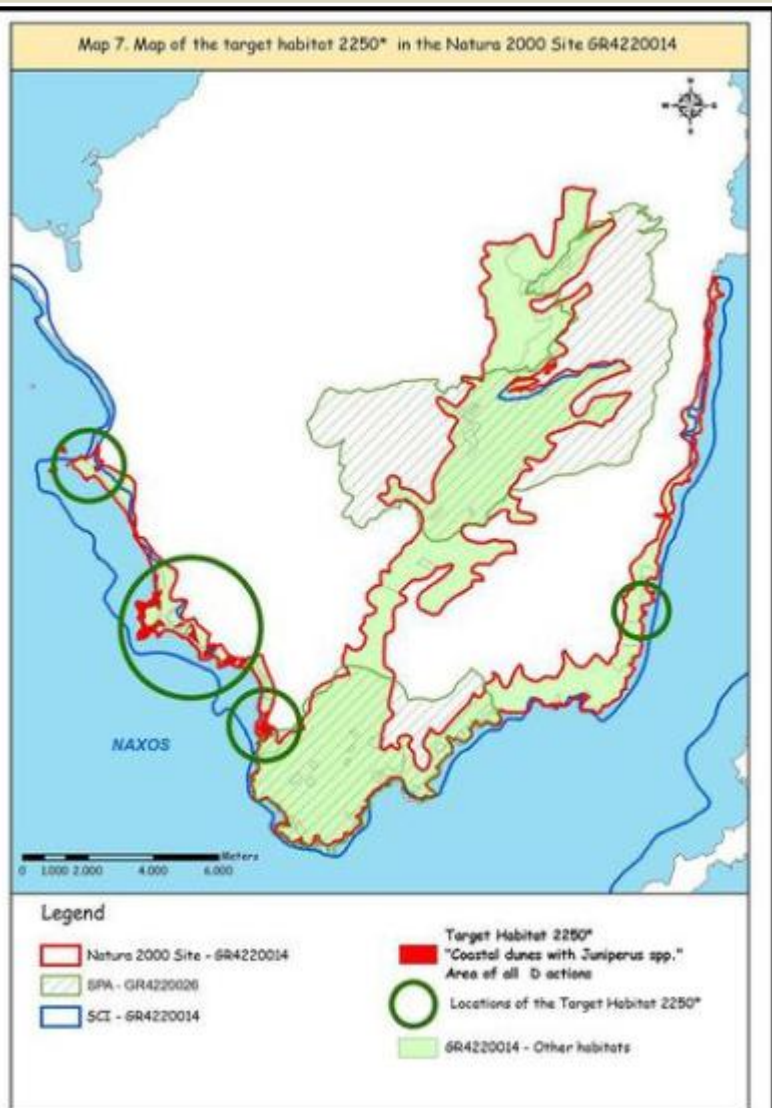 Map 7. Map of the target habitat 2250* in the Natura 2000 Site GR4220014
NAXOS
Meters
0 1.000 2.000 4.000 6.000
Legend
Natura 2000 Site - GR4220014
SPA - GR4220026
SCI - GR4220014
Target Habitat 2250*
"Coastal dunes with Juniperus spp."
Area of all D actions
Locations of the Target Habitat 2250*
GR4220014 - Other habitats